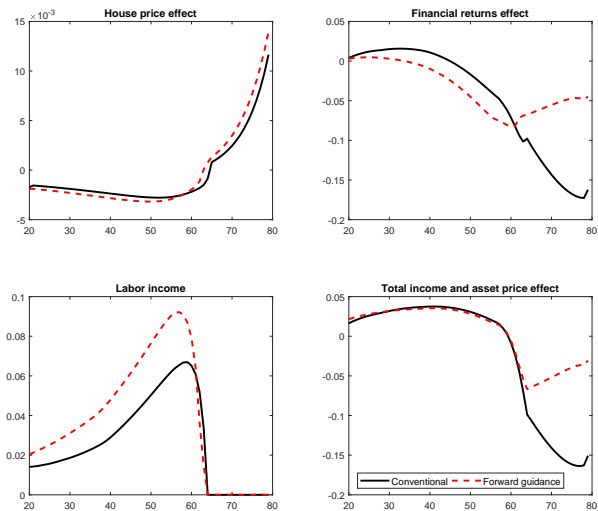 House price effect
×10⁻³
15
10
5
0
-5
20 30 40 50 60 70 80
Financial returns effect
0.05
0
-0.05
-0.1
-0.15
-0.2
20 30 40 50 60 70 80
Labor income
0.1
0.08
0.06
0.04
0.02
0
20 30 40 50 60 70 80
Total income and asset price effect
0.05
0
-0.05
-0.1
-0.15
-0.2
Conventional
Forward guidance
20 30 40 50 60 70 80